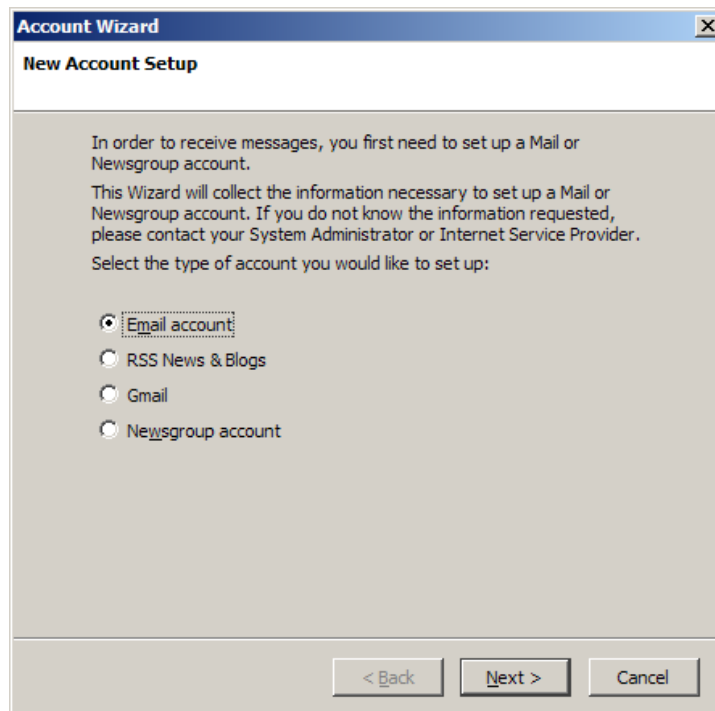 Account Wizard
New Account Setup
In order to receive messages, you first need to set up a Mail or
Newsgroup account.
This Wizard will collect the information necessary to set up a Mail or
Newsgroup account. If you do not know the information requested,
please contact your System Administrator or Internet Service Provider.
Select the type of account you would like to set up:
Email account
RSS News & Blogs
Gmail
Newsgroup account
< Back Next > Cancel